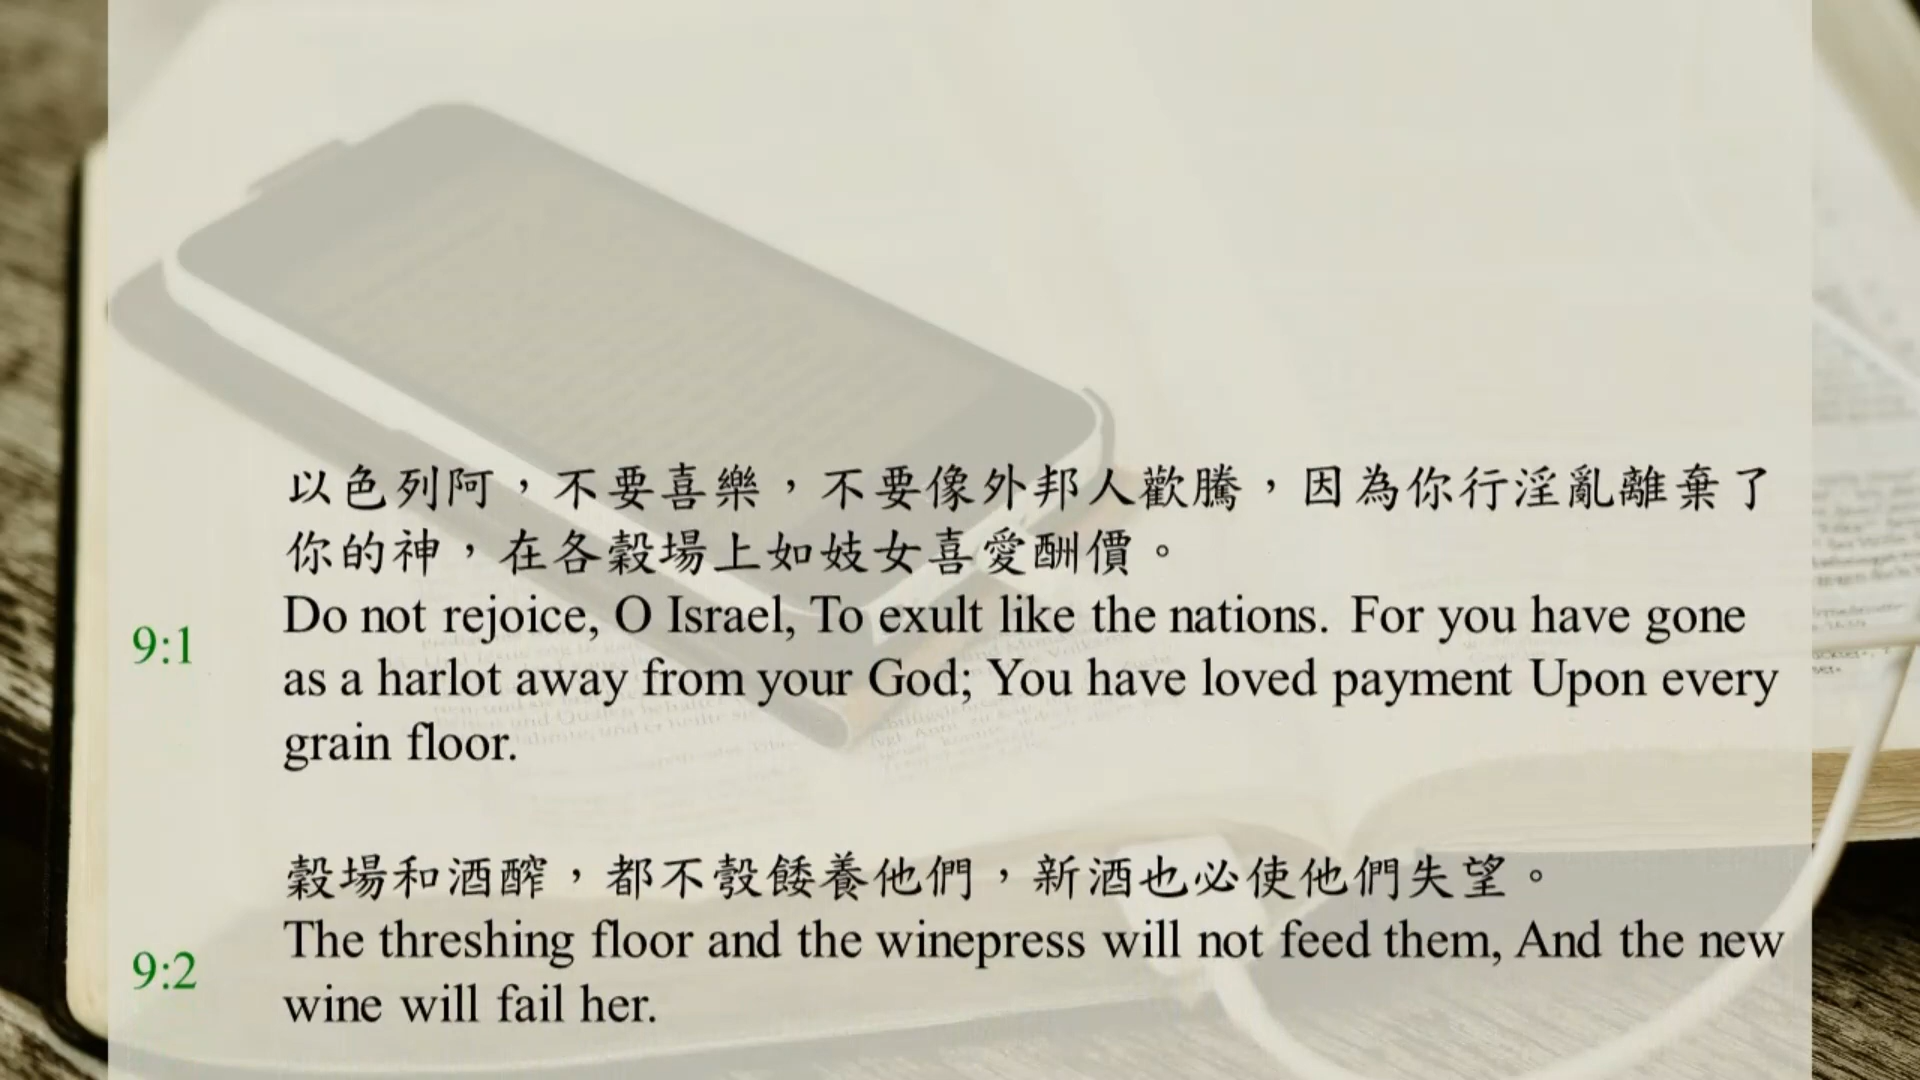 以色列阿，不要喜樂，不要像外邦人歡騰，因為你行淫亂離棄了
你的神，在各穀場上如妓女喜愛酬價。
9:1
Do not rejoice, O Israel, To exult like the nations. For you have gone
as a harlot away from your God; You have loved payment Upon every
grain floor.
穀場和酒醡，都不彀餧養他們，新酒也必使他們失望。
9:2
The threshing floor and the winepress will not feed them, And the new
wine will fail her.